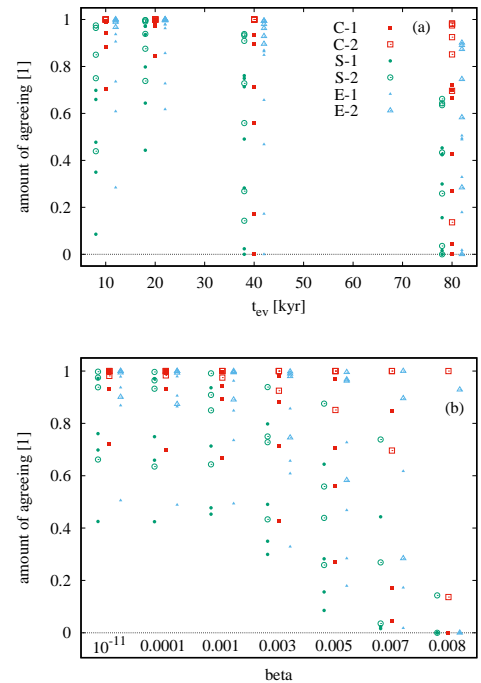 (a)
C-1
C-2
S-1
S-2
E-1
E-2
1
0.8
0.6
0.4
0.2
0
amount of agreeing [1]
10 20 30 40 50 60 70 80
t_ev [kyr]
(b)
1
0.8
0.6
0.4
0.2
0
amount of agreeing [1]
10^-11 0.0001 0.001 0.003 0.005 0.007 0.008
beta